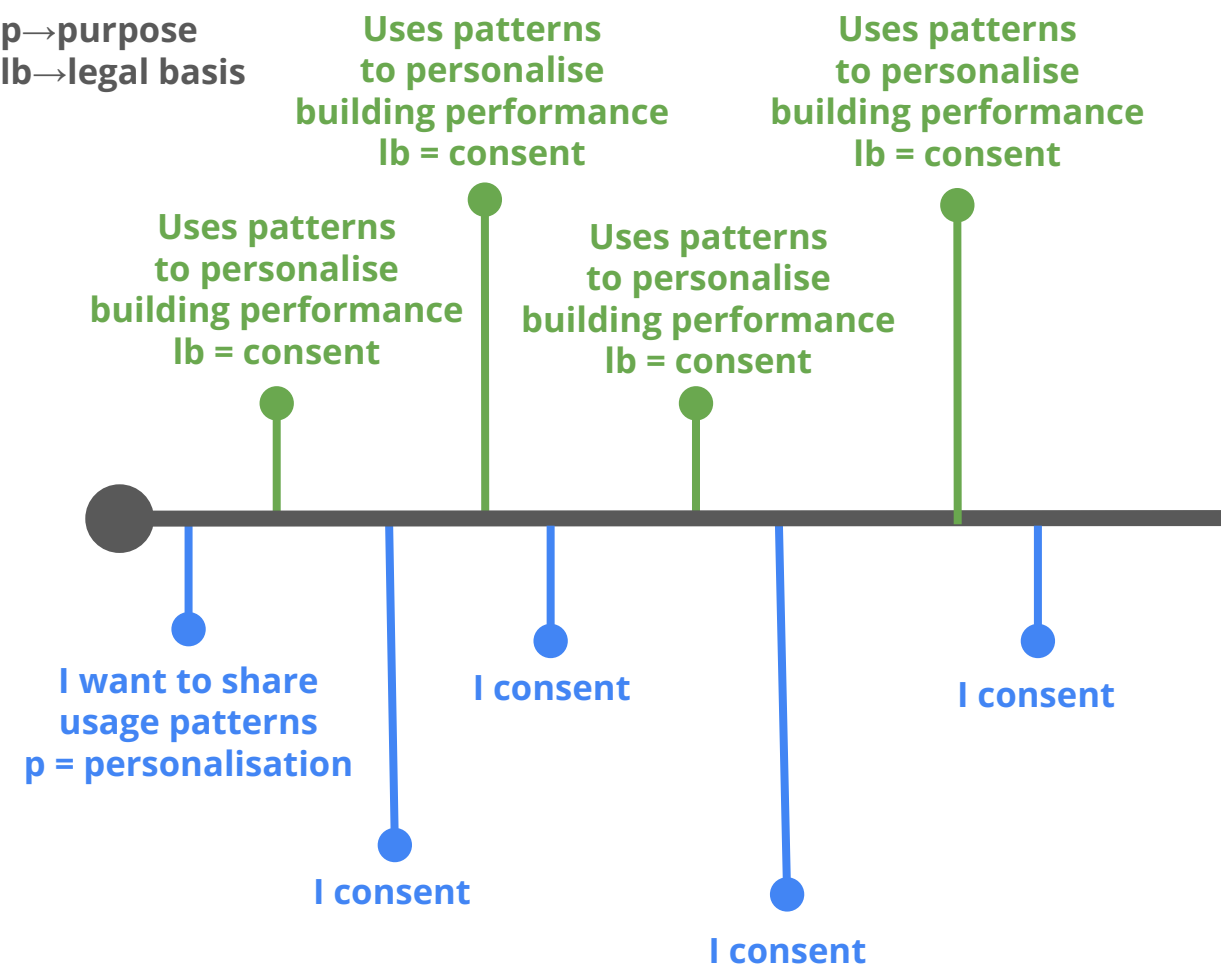 p→purpose
lb→legal basis
Uses patterns
to personalise
building performance
lb = consent
Uses patterns
to personalise
building performance
lb = consent
Uses patterns
to personalise
building performance
lb = consent
Uses patterns
to personalise
building performance
lb = consent
I want to share
usage patterns
p = personalisation
I consent
I consent
I consent
I consent